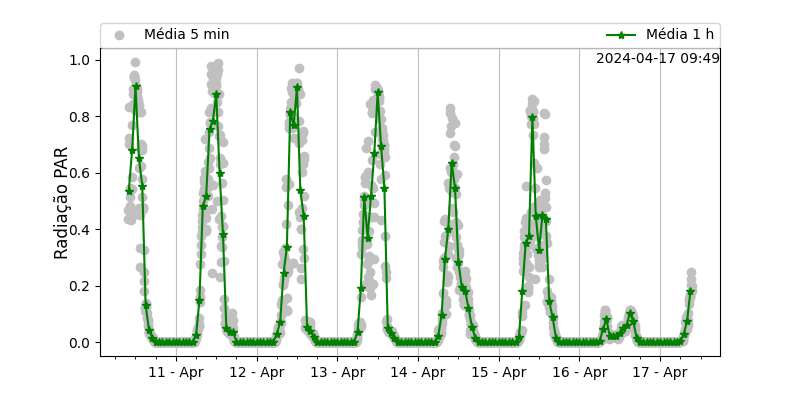 Média 5 min
Média 1 h
2024-04-17 09:49
Radiação PAR
1.0
0.8
0.6
0.4
0.2
0.0
11 - Apr
12 - Apr
13 - Apr
14 - Apr
15 - Apr
16 - Apr
17 - Apr